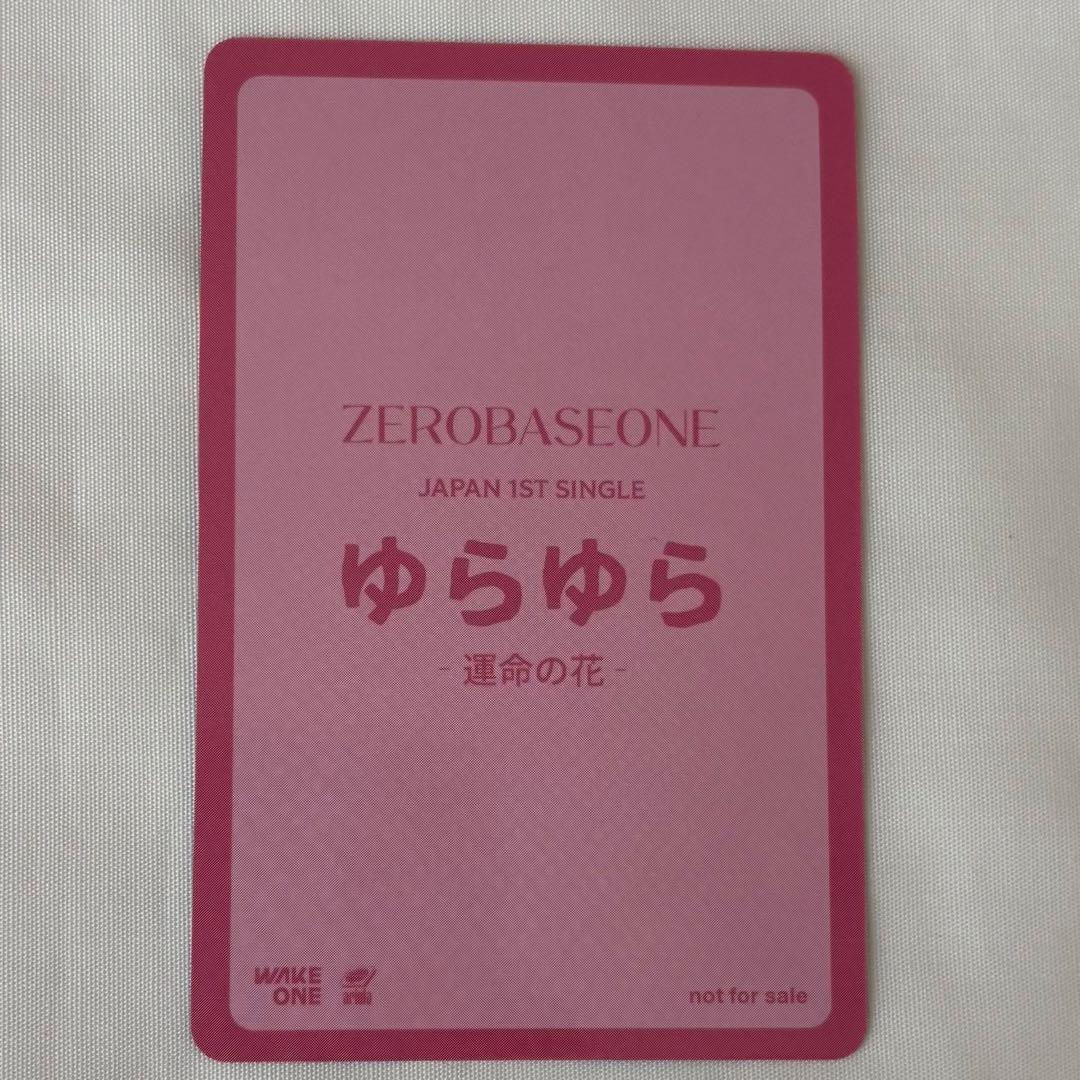 ZEROBASEONE
JAPAN 1ST SINGLE
ゆらゆら
- 運命の花 -
WAKE
ONE
not for sale